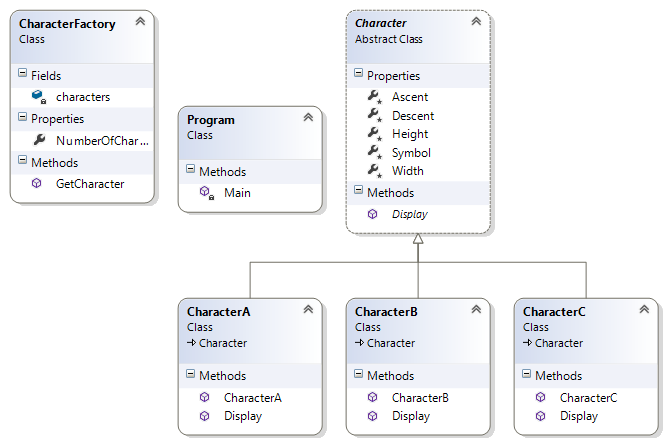 CharacterFactory
Class
Fields
characters
Properties
NumberOfChar...
Methods
GetCharacter
Program
Class
Methods
Main
Character
Abstract Class
Properties
Ascent
Descent
Height
Symbol
Width
Methods
Display
CharacterA
Class
Character
Methods
CharacterA
Display
CharacterB
Class
Character
Methods
CharacterB
Display
CharacterC
Class
Character
Methods
CharacterC
Display